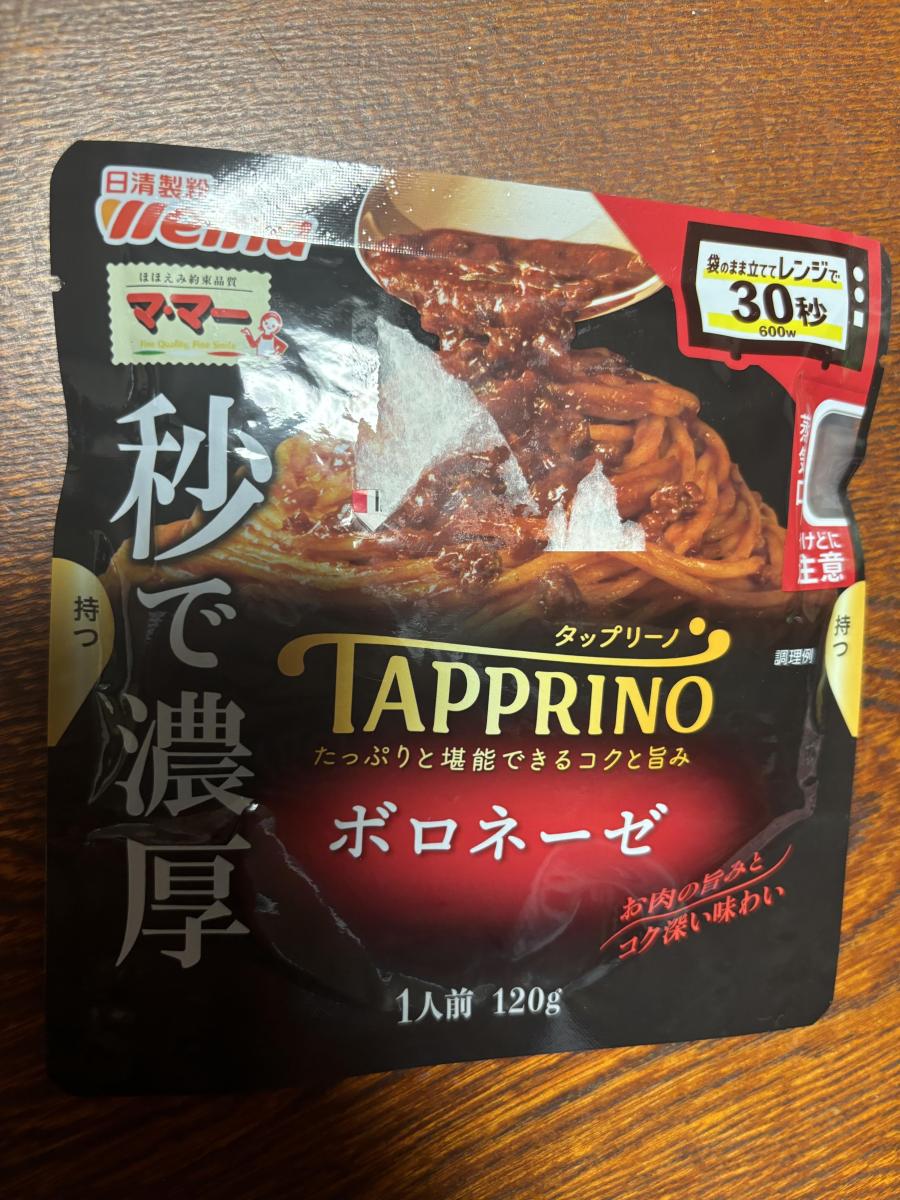 日清製粉
Welna
ほほえみ約束品質
マ・マー
Fine Quality, Fine Smile
袋のまま立ててレンジで
30秒
600w
蒸気口
やけどに
注意
秒で濃厚
持つ
持つ
調理例
タップリーノ
TAPPRINO
たっぷりと堪能できるコクと旨み
ボロネーゼ
お肉の旨みと
コク深い味わい
1人前 120g